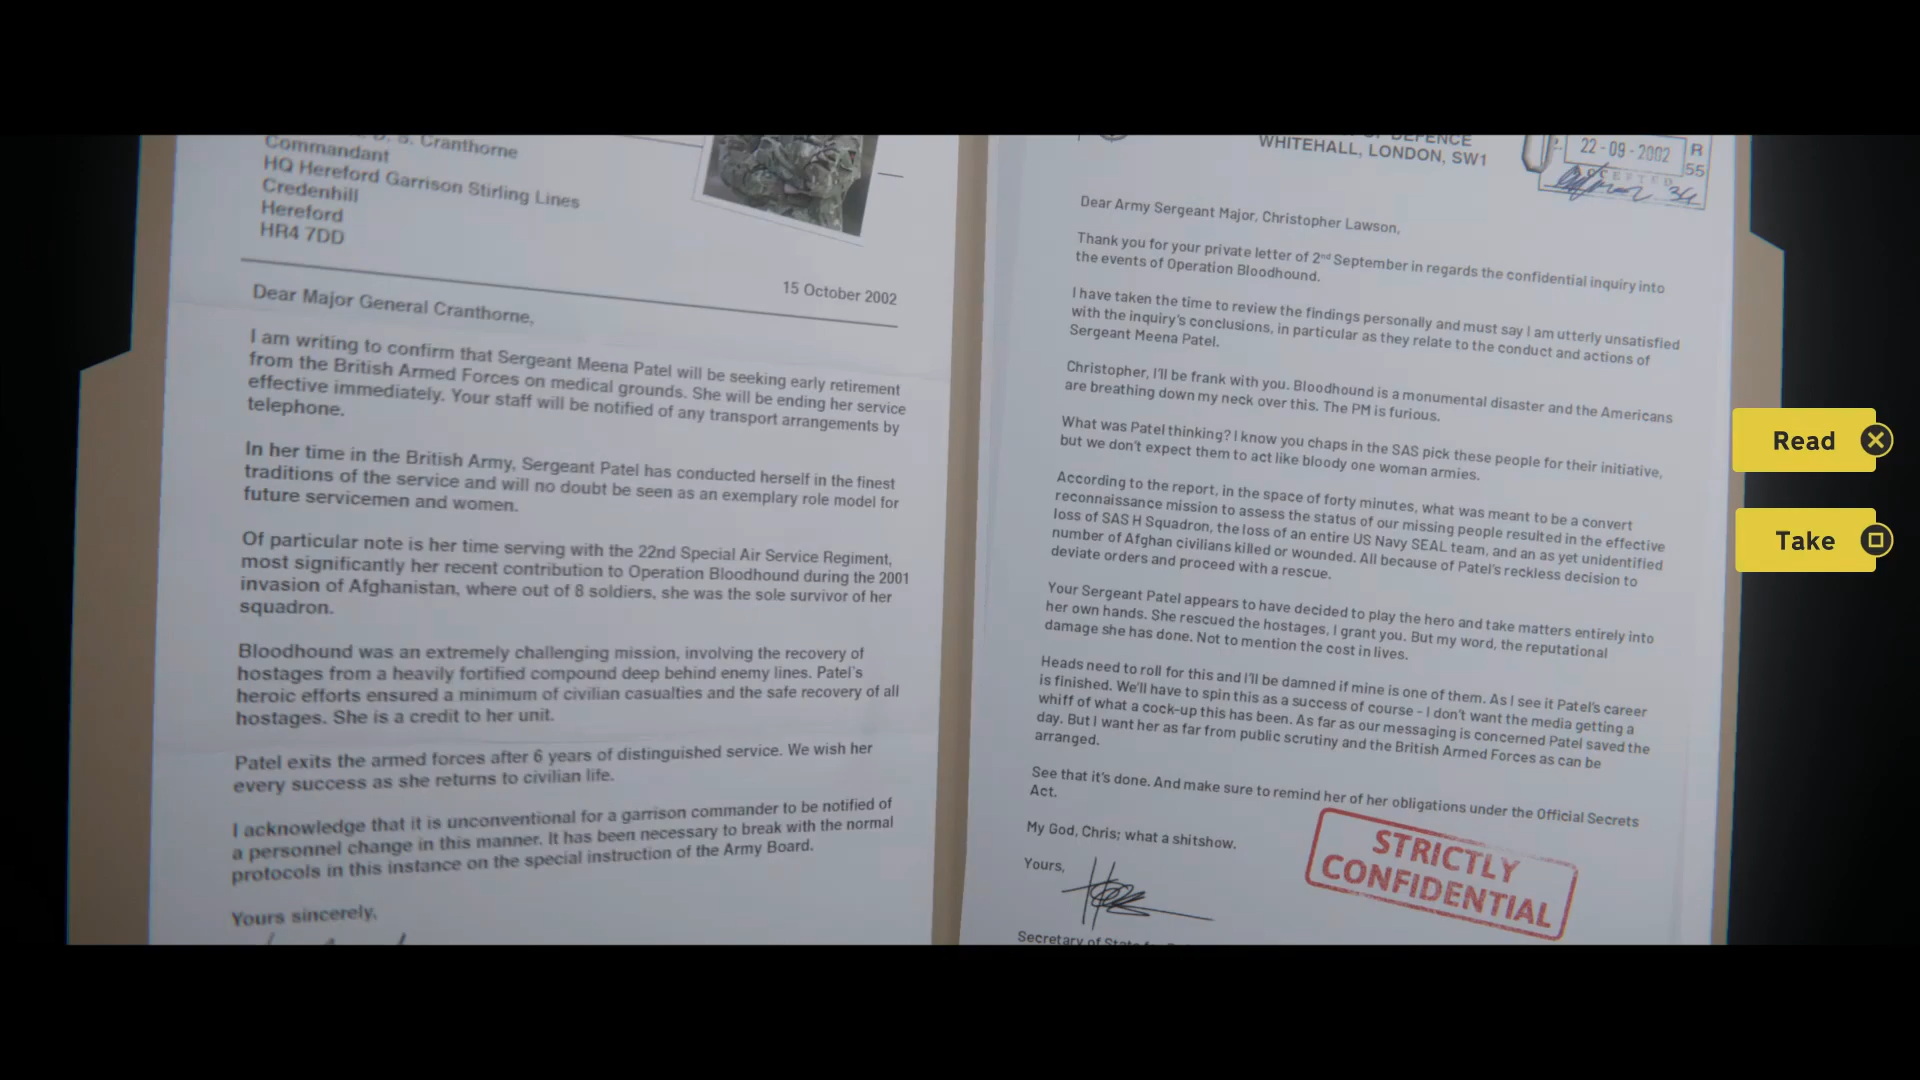 D. S. Cranthorne
Commandant
HQ Hereford Garrison Stirling Lines
Credenhill
Hereford
HR4 7DD
15 October 2002
Dear Major General Cranthorne,
I am writing to confirm that Sergeant Meena Patel will be seeking early retirement
from the British Armed Forces on medical grounds. She will be ending her service
effective immediately. Your staff will be notified of any transport arrangements by
telephone.
In her time in the British Army, Sergeant Patel has conducted herself in the finest
traditions of the service and will no doubt be seen as an exemplary role model for
future servicemen and women.
Of particular note is her time serving with the 22nd Special Air Service Regiment,
most significantly her recent contribution to Operation Bloodhound during the 2001
invasion of Afghanistan, where out of 8 soldiers, she was the sole survivor of her
squadron.
Bloodhound was an extremely challenging mission, involving the recovery of
hostages from a heavily fortified compound deep behind enemy lines. Patel's
heroic efforts ensured a minimum of civilian casualties and the safe recovery of all
hostages. She is a credit to her unit.
Patel exits the armed forces after 6 years of distinguished service. We wish her
every success as she returns to civilian life.
I acknowledge that it is unconventional for a garrison commander to be notified of
a personnel change in this manner. It has been necessary to break with the normal
protocols in this instance on the special instruction of the Army Board.
Yours sincerely,
OF DEFENCE
WHITEHALL, LONDON, SW1
22-09-2002
R
55
Dear Army Sergeant Major, Christopher Lawson,
Thank you for your private letter of 2nd September in regards the confidential inquiry into
the events of Operation Bloodhound.
I have taken the time to review the findings personally and must say I am utterly unsatisfied
with the inquiry's conclusions, in particular as they relate to the conduct and actions of
Sergeant Meena Patel.
Christopher, I'll be frank with you. Bloodhound is a monumental disaster and the Americans
are breathing down my neck over this. The PM is furious.
What was Patel thinking? I know you chaps in the SAS pick these people for their initiative,
but we don't expect them to act like bloody one woman armies.
According to the report, in the space of forty minutes, what was meant to be a convert
reconnaissance mission to assess the status of our missing people resulted in the effective
loss of SAS H Squadron, the loss of an entire US Navy SEAL team, and an as yet unidentified
number of Afghan civilians killed or wounded. All because of Patel's reckless decision to
deviate orders and proceed with a rescue.
Your Sergeant Patel appears to have decided to play the hero and take matters entirely into
her own hands. She rescued the hostages, I grant you. But my word, the reputational
damage she has done. Not to mention the cost in lives.
Heads need to roll for this and I'll be damned if mine is one of them. As I see it Patel's career
is finished. We'll have to spin this as a success of course - I don't want the media getting a
whiff of what a cock-up this has been. As far as our messaging is concerned Patel saved the
day. But I want her as far from public scrutiny and the British Armed Forces as can be
arranged.
See that it's done. And make sure to remind her of her obligations under the Official Secrets
Act.
My God, Chris; what a shitshow.
Yours,
Secretary of State
STRICTLY
CONFIDENTIAL
Read
Take